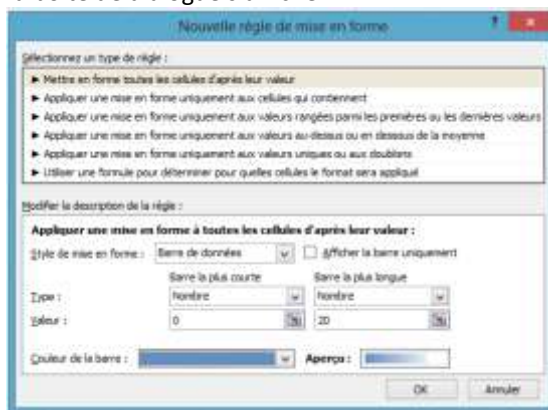 Nouvelle règle de mise en forme
Sélectionnez un type de règle :
► Mettre en forme toutes les cellules d'après leur valeur
► Appliquer une mise en forme uniquement aux cellules qui contiennent
► Appliquer une mise en forme uniquement aux valeurs rangées parmi les premières ou les dernières valeurs
► Appliquer une mise en forme uniquement aux valeurs au-dessus ou en dessous de la moyenne
► Appliquer une mise en forme uniquement aux valeurs uniques ou aux doublons
► Utiliser une formule pour déterminer pour quelles cellules le format sera appliqué
Modifier la description de la règle :
Appliquer une mise en forme à toutes les cellules d'après leur valeur :
Style de mise en forme : Barre de données Afficher la barre uniquement
Barre la plus courte Barre la plus longue
Type : Nombre Nombre
Valeur : 0 20
Couleur de la barre : Aperçu :
OK Annuler